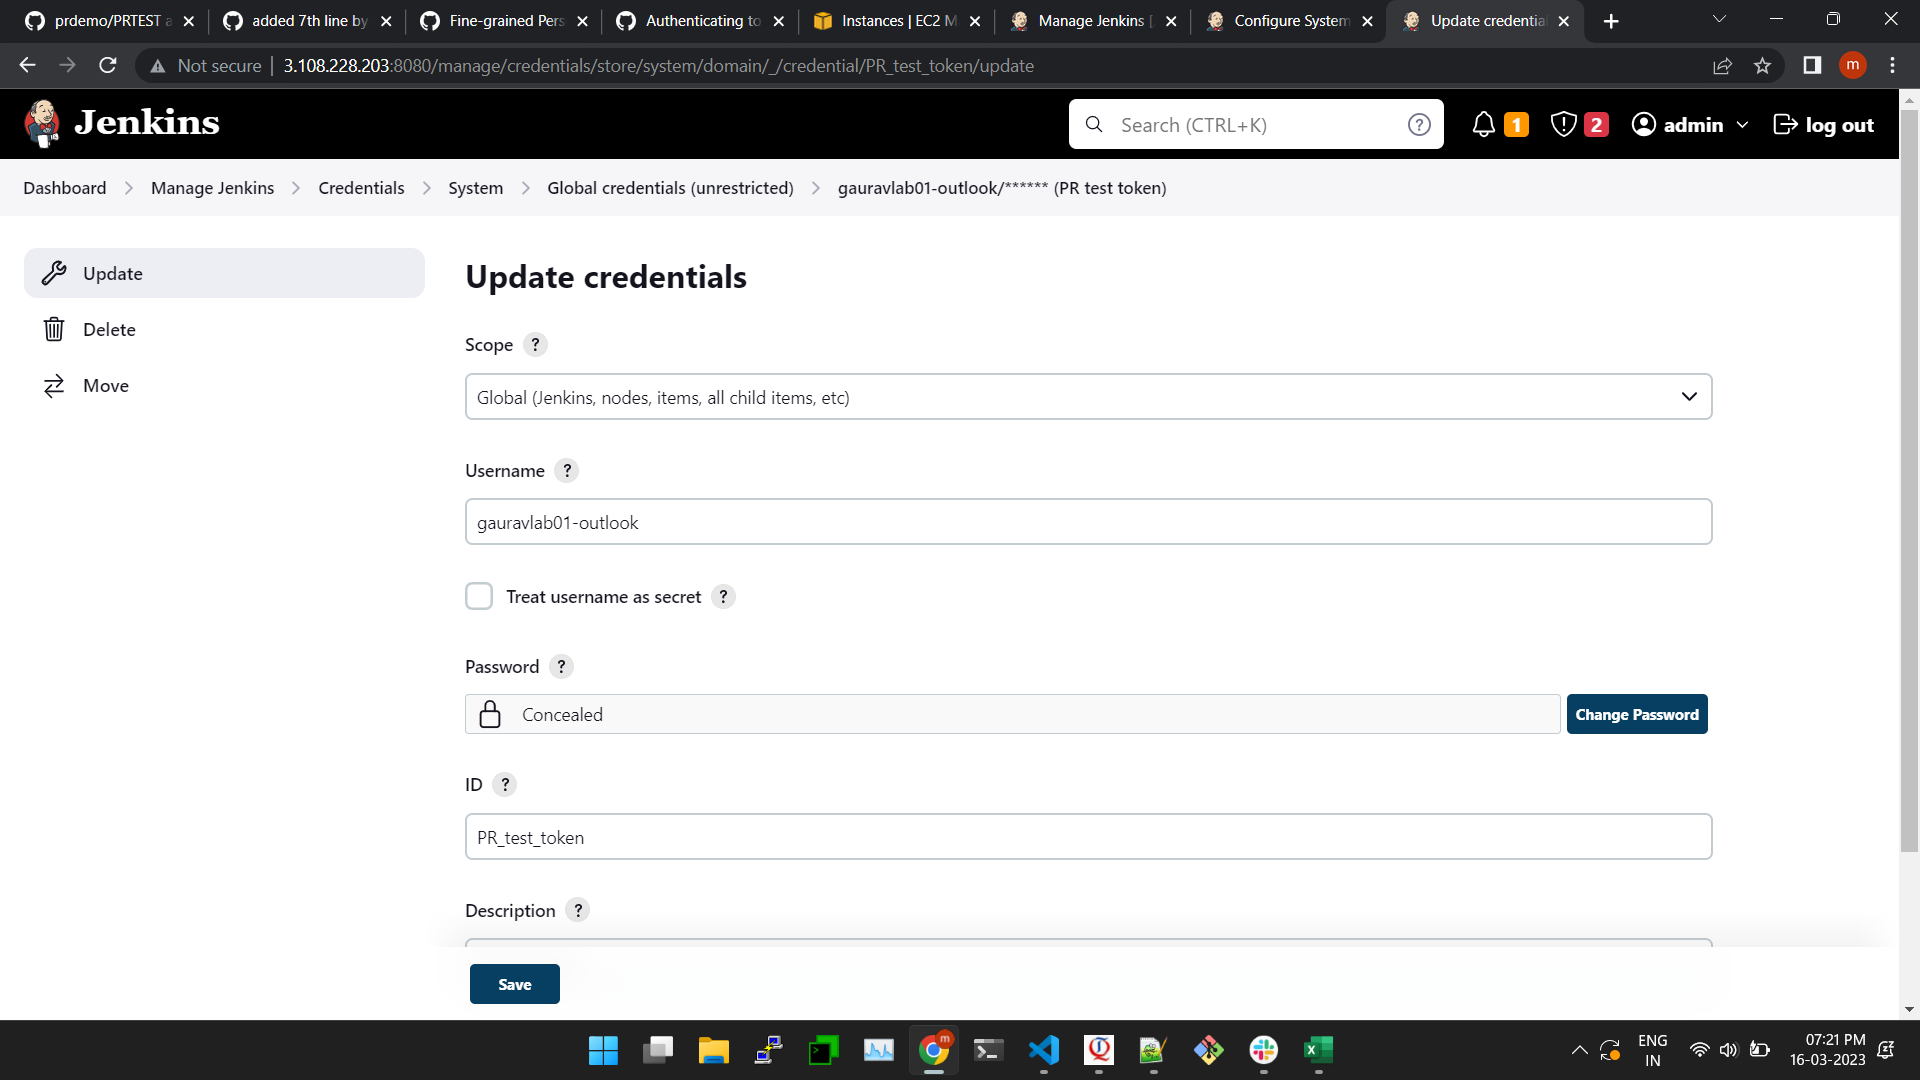 prdemo/PRTEST a
added 7th line by
Fine-grained Pers
Authenticating to
Instances | EC2 M
Manage Jenkins [
Configure System
Update credential
Not secure | 3.108.228.203:8080/manage/credentials/store/system/domain/_/credential/PR_test_token/update
m
Jenkins
Search (CTRL+K)
?
1
2
admin
log out
Dashboard > Manage Jenkins > Credentials > System > Global credentials (unrestricted) > gauravlab01-outlook/****** (PR test token)
Update
Delete
Move
Update credentials
Scope ?
Global (Jenkins, nodes, items, all child items, etc)
Username ?
gauravlab01-outlook
Treat username as secret ?
Password ?
Concealed
Change Password
ID ?
PR_test_token
Description ?
Save
m
ENG
IN
07:21 PM
16-03-2023